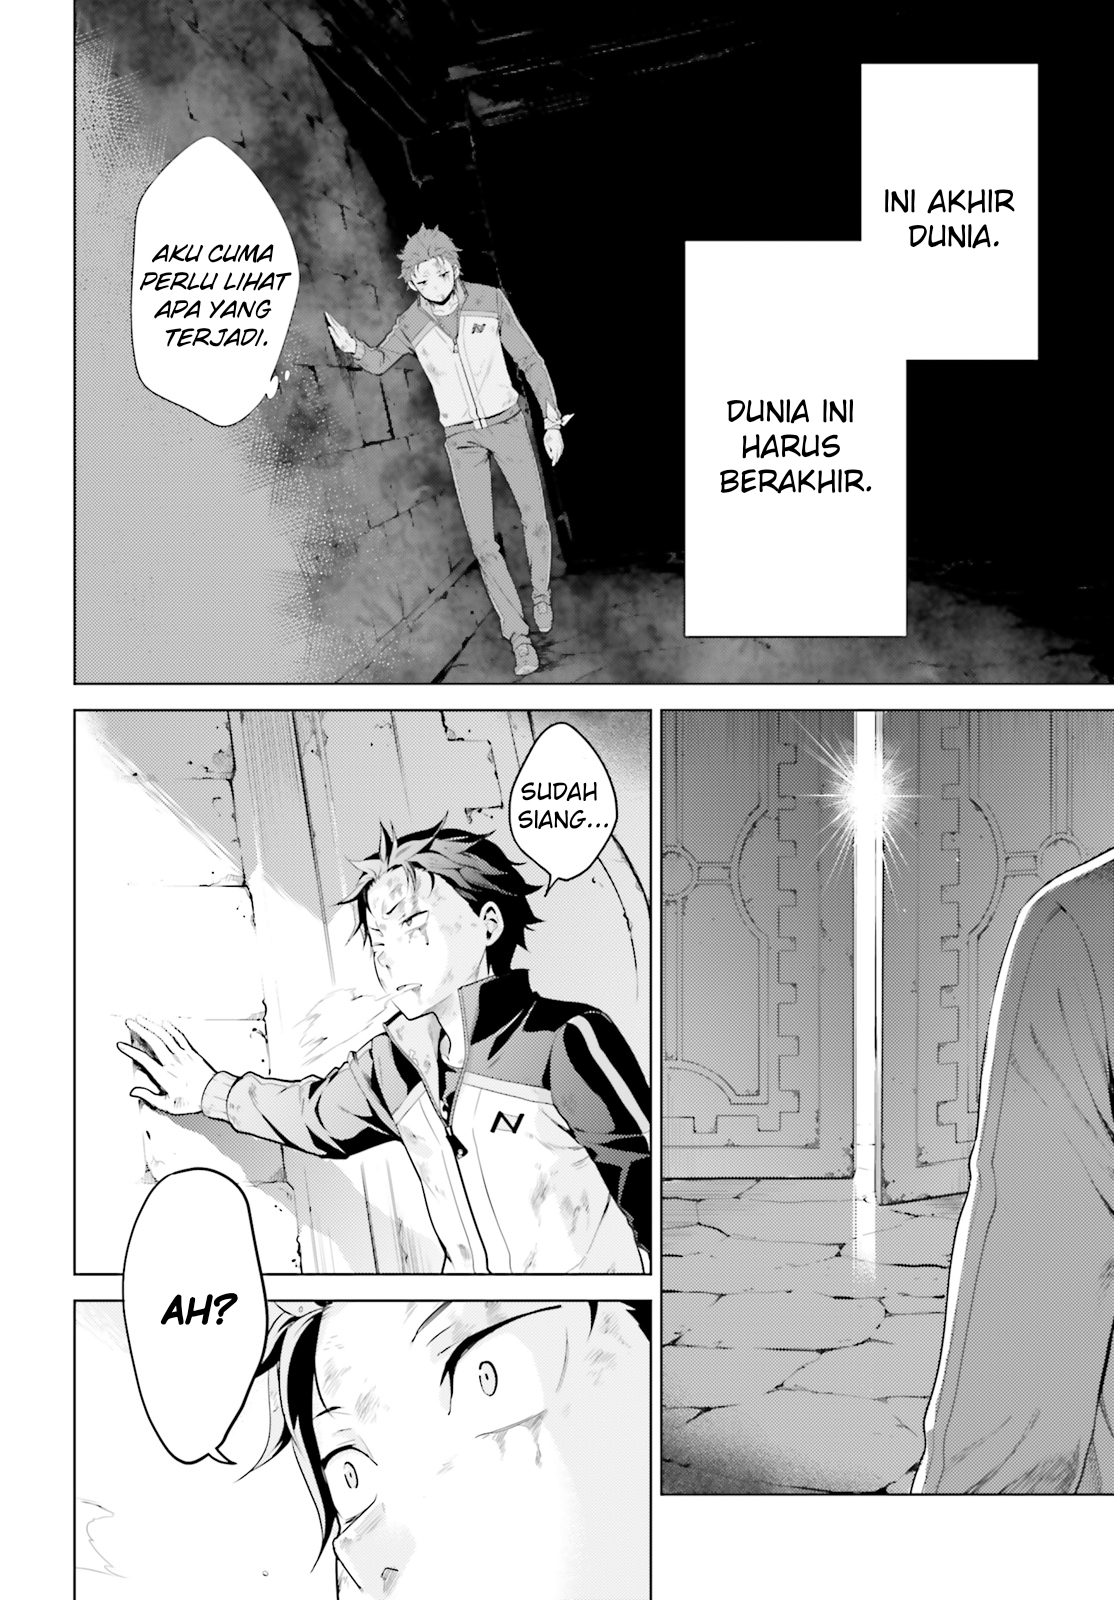 INI AKHIR
DUNIA.
DUNIA INI
HARUS
BERAKHIR.
AKU CUMA
PERLU LIHAT
APA YANG
TERJADI.
N
SUDAH
SIANG...
N
AH?